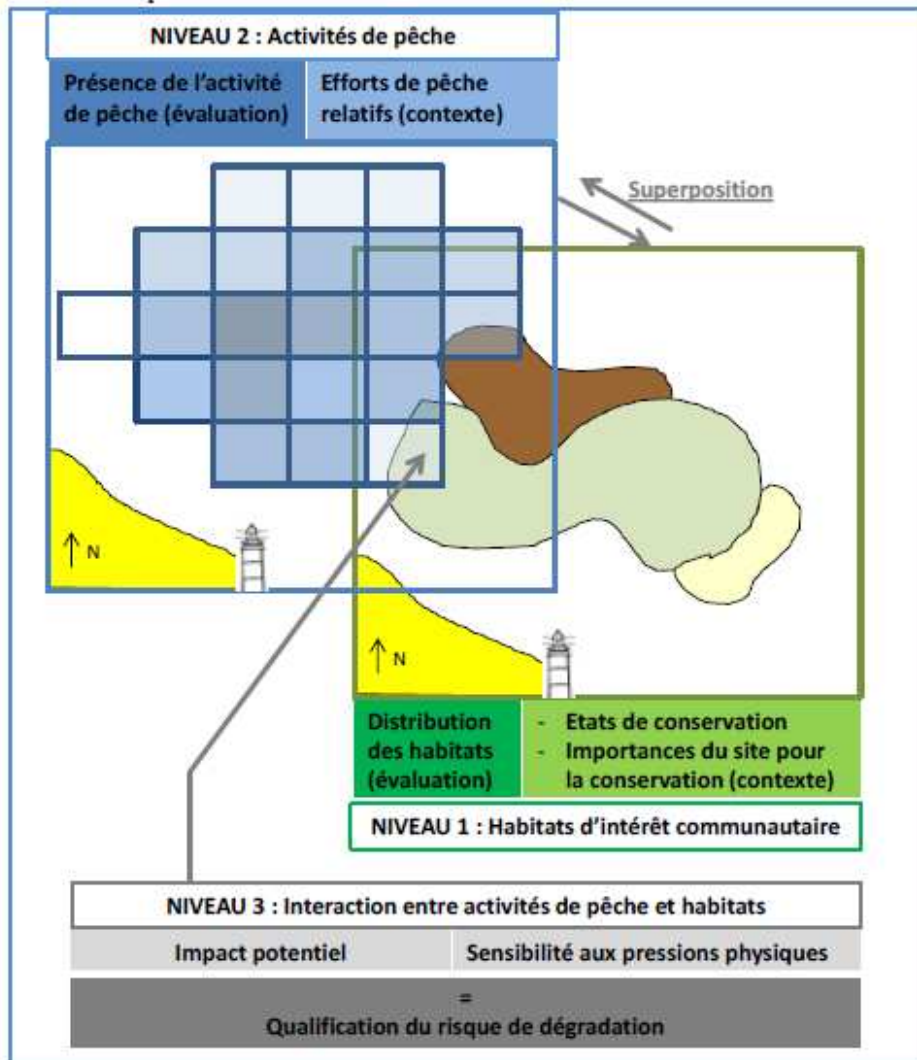 NIVEAU 2 : Activités de pêche
Présence de l'activité
de pêche (évaluation)
Efforts de pêche
relatifs (contexte)
Superposition
N
N
Distribution
des habitats
(évaluation)
- Etats de conservation
- Importances du site pour
la conservation (contexte)
NIVEAU 1 : Habitats d'intérêt communautaire
NIVEAU 3 : Interaction entre activités de pêche et habitats
Impact potentiel
Sensibilité aux pressions physiques
=
Qualification du risque de dégradation